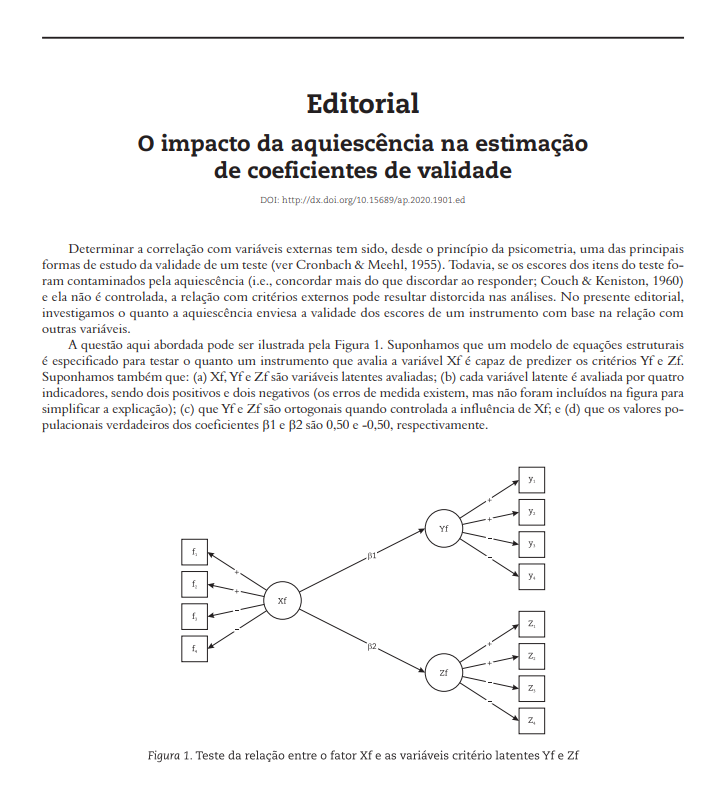 Editorial
O impacto da aquiescência na estimação
de coeficientes de validade
DOI: http://dx.doi.org/10.15689/ap.2020.1901.ed
Determinar a correlação com variáveis externas tem sido, desde o princípio da psicometria, uma das principais
formas de estudo da validade de um teste (ver Cronbach & Meehl, 1955). Todavia, se os escores dos itens do teste fo-
ram contaminados pela aquiescência (i.e., concordar mais do que discordar ao responder; Couch & Keniston, 1960)
e ela não é controlada, a relação com critérios externos pode resultar distorcida nas análises. No presente editorial,
investigamos o quanto a aquiescência enviesa a validade dos escores de um instrumento com base na relação com
outras variáveis.
A questão aqui abordada pode ser ilustrada pela Figura 1. Suponhamos que um modelo de equações estruturais
é especificado para testar o quanto um instrumento que avalia a variável Xf é capaz de predizer os critérios Yf e Zf.
Suponhamos também que: (a) Xf, Yf e Zf são variáveis latentes avaliadas; (b) cada variável latente é avaliada por quatro
indicadores, sendo dois positivos e dois negativos (os erros de medida existem, mas não foram incluídos na figura para
simplificar a explicação); (c) que Yf e Zf são ortogonais quando controlada a influência de Xf; e (d) que os valores po-
pulacionais verdadeiros dos coeficientes β1 e β2 são 0,50 e -0,50, respectivamente.
y₁
+
y₂
Yf
+
–
y₃
–
y₄
f₁
β1
+
f₂
+
Xf
–
–
f₄
β2
Z₁
+
Z₂
Zf
+
–
Z₃
–
Z₄
Figura 1. Teste da relação entre o fator Xf e as variáveis critério latentes Yf e Zf